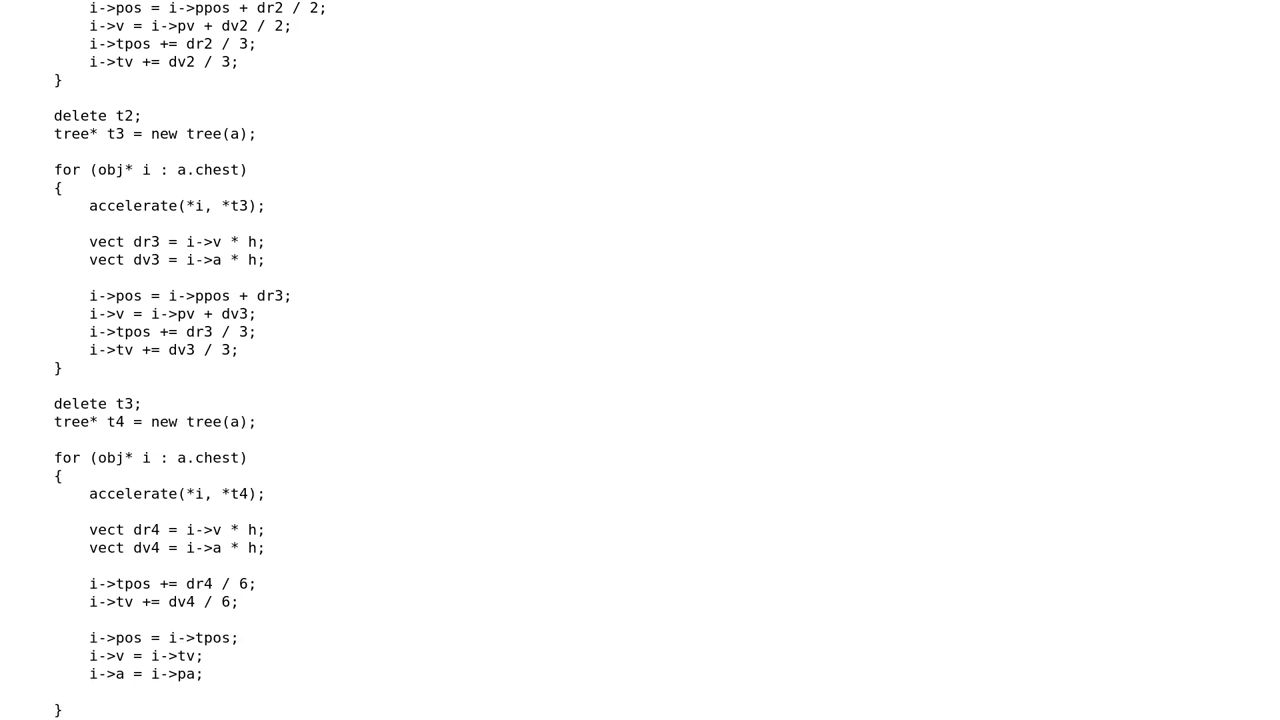 i->pos = i->ppos + dr2 / 2;
i->v = i->pv + dv2 / 2;
i->tpos += dr2 / 3;
i->tv += dv2 / 3;
}
delete t2;
tree* t3 = new tree(a);
for (obj* i : a.chest)
{
accelerate(*i, *t3);
vect dr3 = i->v * h;
vect dv3 = i->a * h;
i->pos = i->ppos + dr3;
i->v = i->pv + dv3;
i->tpos += dr3 / 3;
i->tv += dv3 / 3;
}
delete t3;
tree* t4 = new tree(a);
for (obj* i : a.chest)
{
accelerate(*i, *t4);
vect dr4 = i->v * h;
vect dv4 = i->a * h;
i->tpos += dr4 / 6;
i->tv += dv4 / 6;
i->pos = i->tpos;
i->v = i->tv;
i->a = i->pa;
}